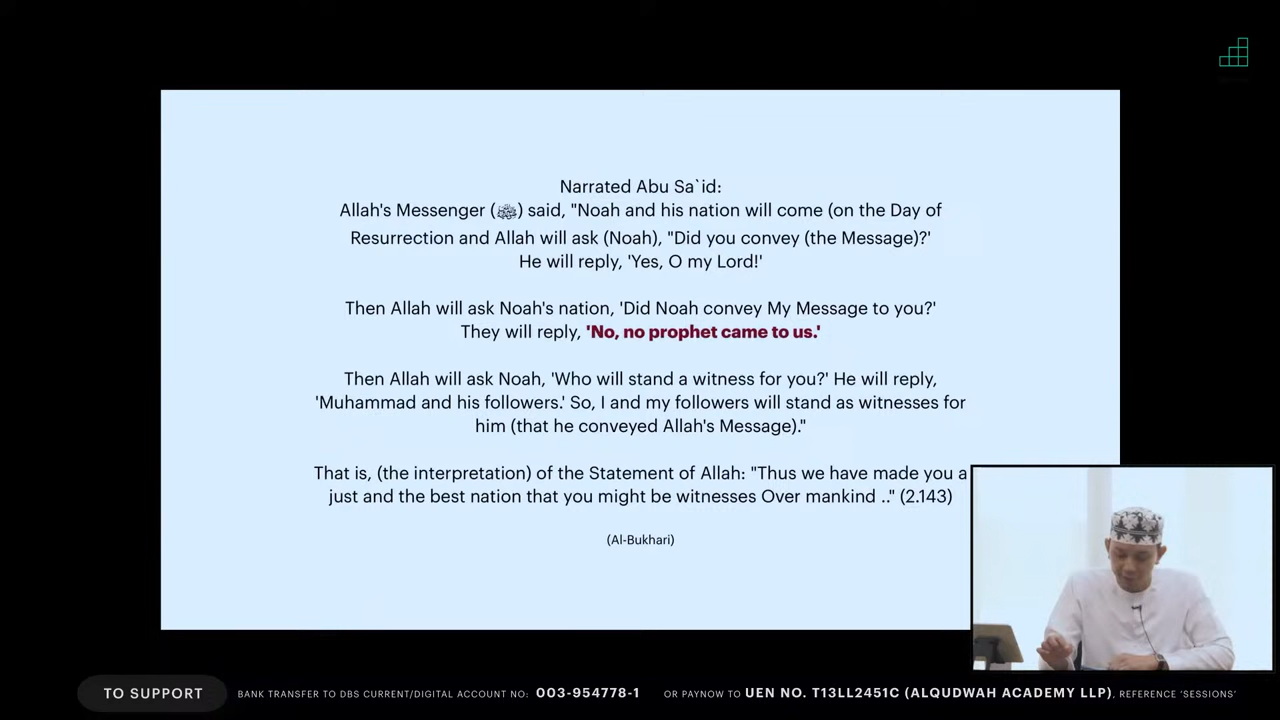 Narrated Abu Sa`id:
Allah's Messenger (ﷺ) said, "Noah and his nation will come (on the Day of
Resurrection and Allah will ask (Noah), "Did you convey (the Message)?'
He will reply, 'Yes, O my Lord!'
Then Allah will ask Noah's nation, 'Did Noah convey My Message to you?'
They will reply, 'No, no prophet came to us.'
Then Allah will ask Noah, 'Who will stand a witness for you?' He will reply,
'Muhammad and his followers.' So, I and my followers will stand as witnesses for
him (that he conveyed Allah's Message)."
That is, (the interpretation) of the Statement of Allah: "Thus we have made you a
just and the best nation that you might be witnesses Over mankind .." (2.143)
(Al-Bukhari)
TO SUPPORT BANK TRANSFER TO DBS CURRENT/DIGITAL ACCOUNT NO: 003-954778-1 OR PAYNOW TO UEN NO. T13LL2451C (ALQUDWAH ACADEMY LLP), REFERENCE 'SESSIONS'